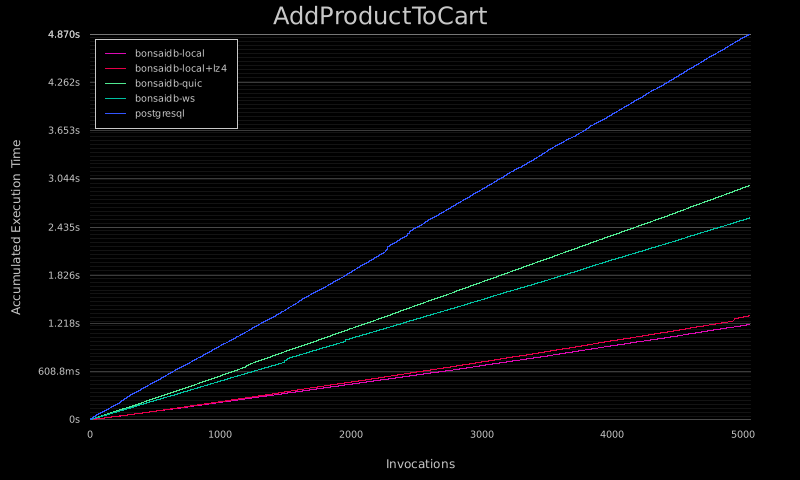 AddProductToCart
4.870s
4.262s
3.653s
3.044s
2.435s
1.826s
1.218s
608.8ms
0s
Accumulated Execution Time
bonsaidb-local
bonsaidb-local+lz4
bonsaidb-quic
bonsaidb-ws
postgresql
0 1000 2000 3000 4000 5000
Invocations